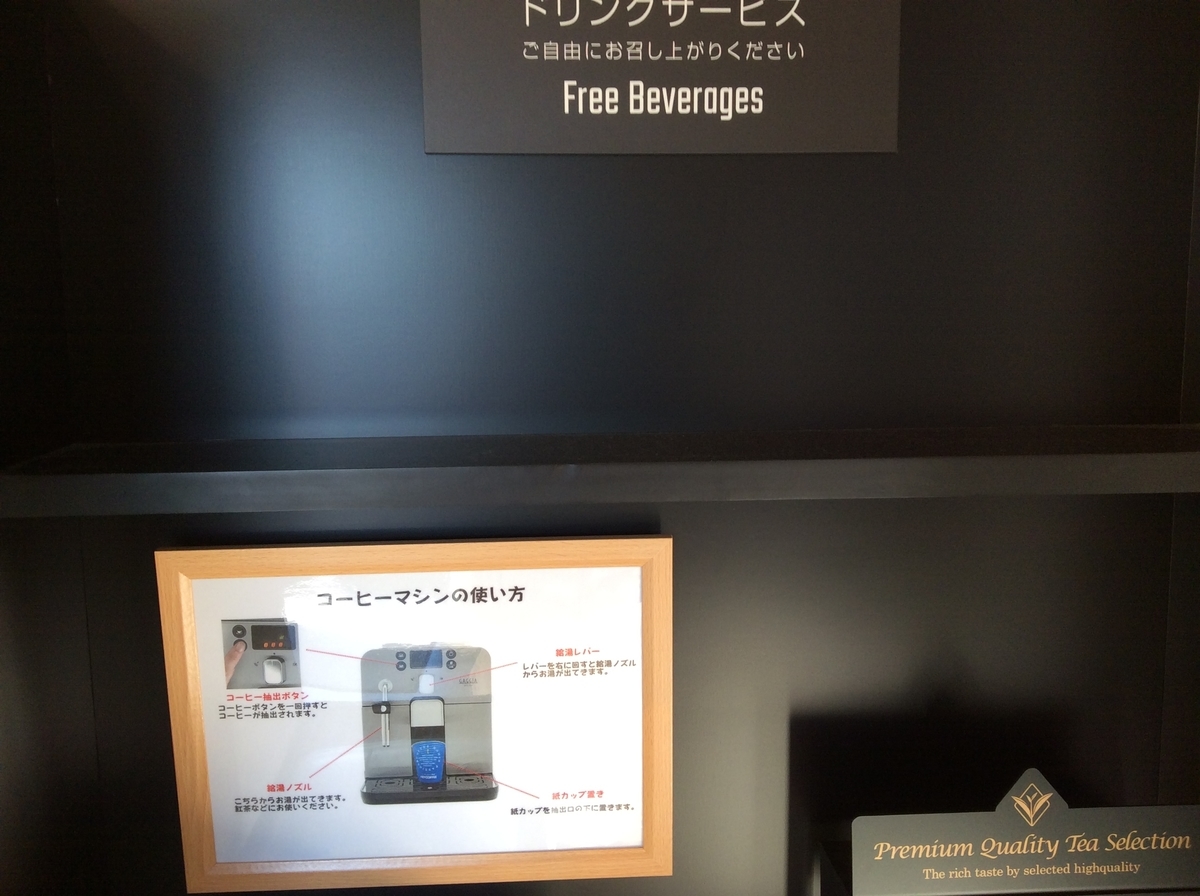 ドリンクサービス
ご自由にお召し上がりください
Free Beverages
コーヒーマシンの使い方
コーヒー抽出ボタン
コーヒーボタンを一回押すと
コーヒーが抽出されます。
給湯レバー
レバーを右に回すと給湯ノズル
からお湯が出てきます。
給湯ノズル
こちらからお湯が出てきます。
紅茶などにお使いください。
紙カップ置き
紙カップを抽出口の下に置きます。
Premium Quality Tea Selection
The rich taste by selected highquality